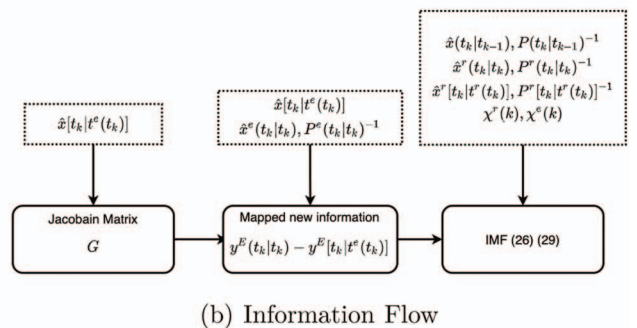 x̂(t_k|t_{k−1}), P(t_k|t_{k−1})^{−1}
x̂^r(t_k|t_k), P^r(t_k|t_k)^{−1}
x̂^r[t_k|t^r(t_k)], P^r[t_k|t^r(t_k)]^{−1}
χ^r(k), χ^e(k)
x̂[t_k|t^e(t_k)]
x̂[t_k|t^e(t_k)]
x̂^e(t_k|t_k), P^e(t_k|t_k)^{−1}
Jacobain Matrix
G
Mapped new information
y^E(t_k|t_k) − y^E[t_k|t^e(t_k)]
IMF (26) (29)
(b) Information Flow